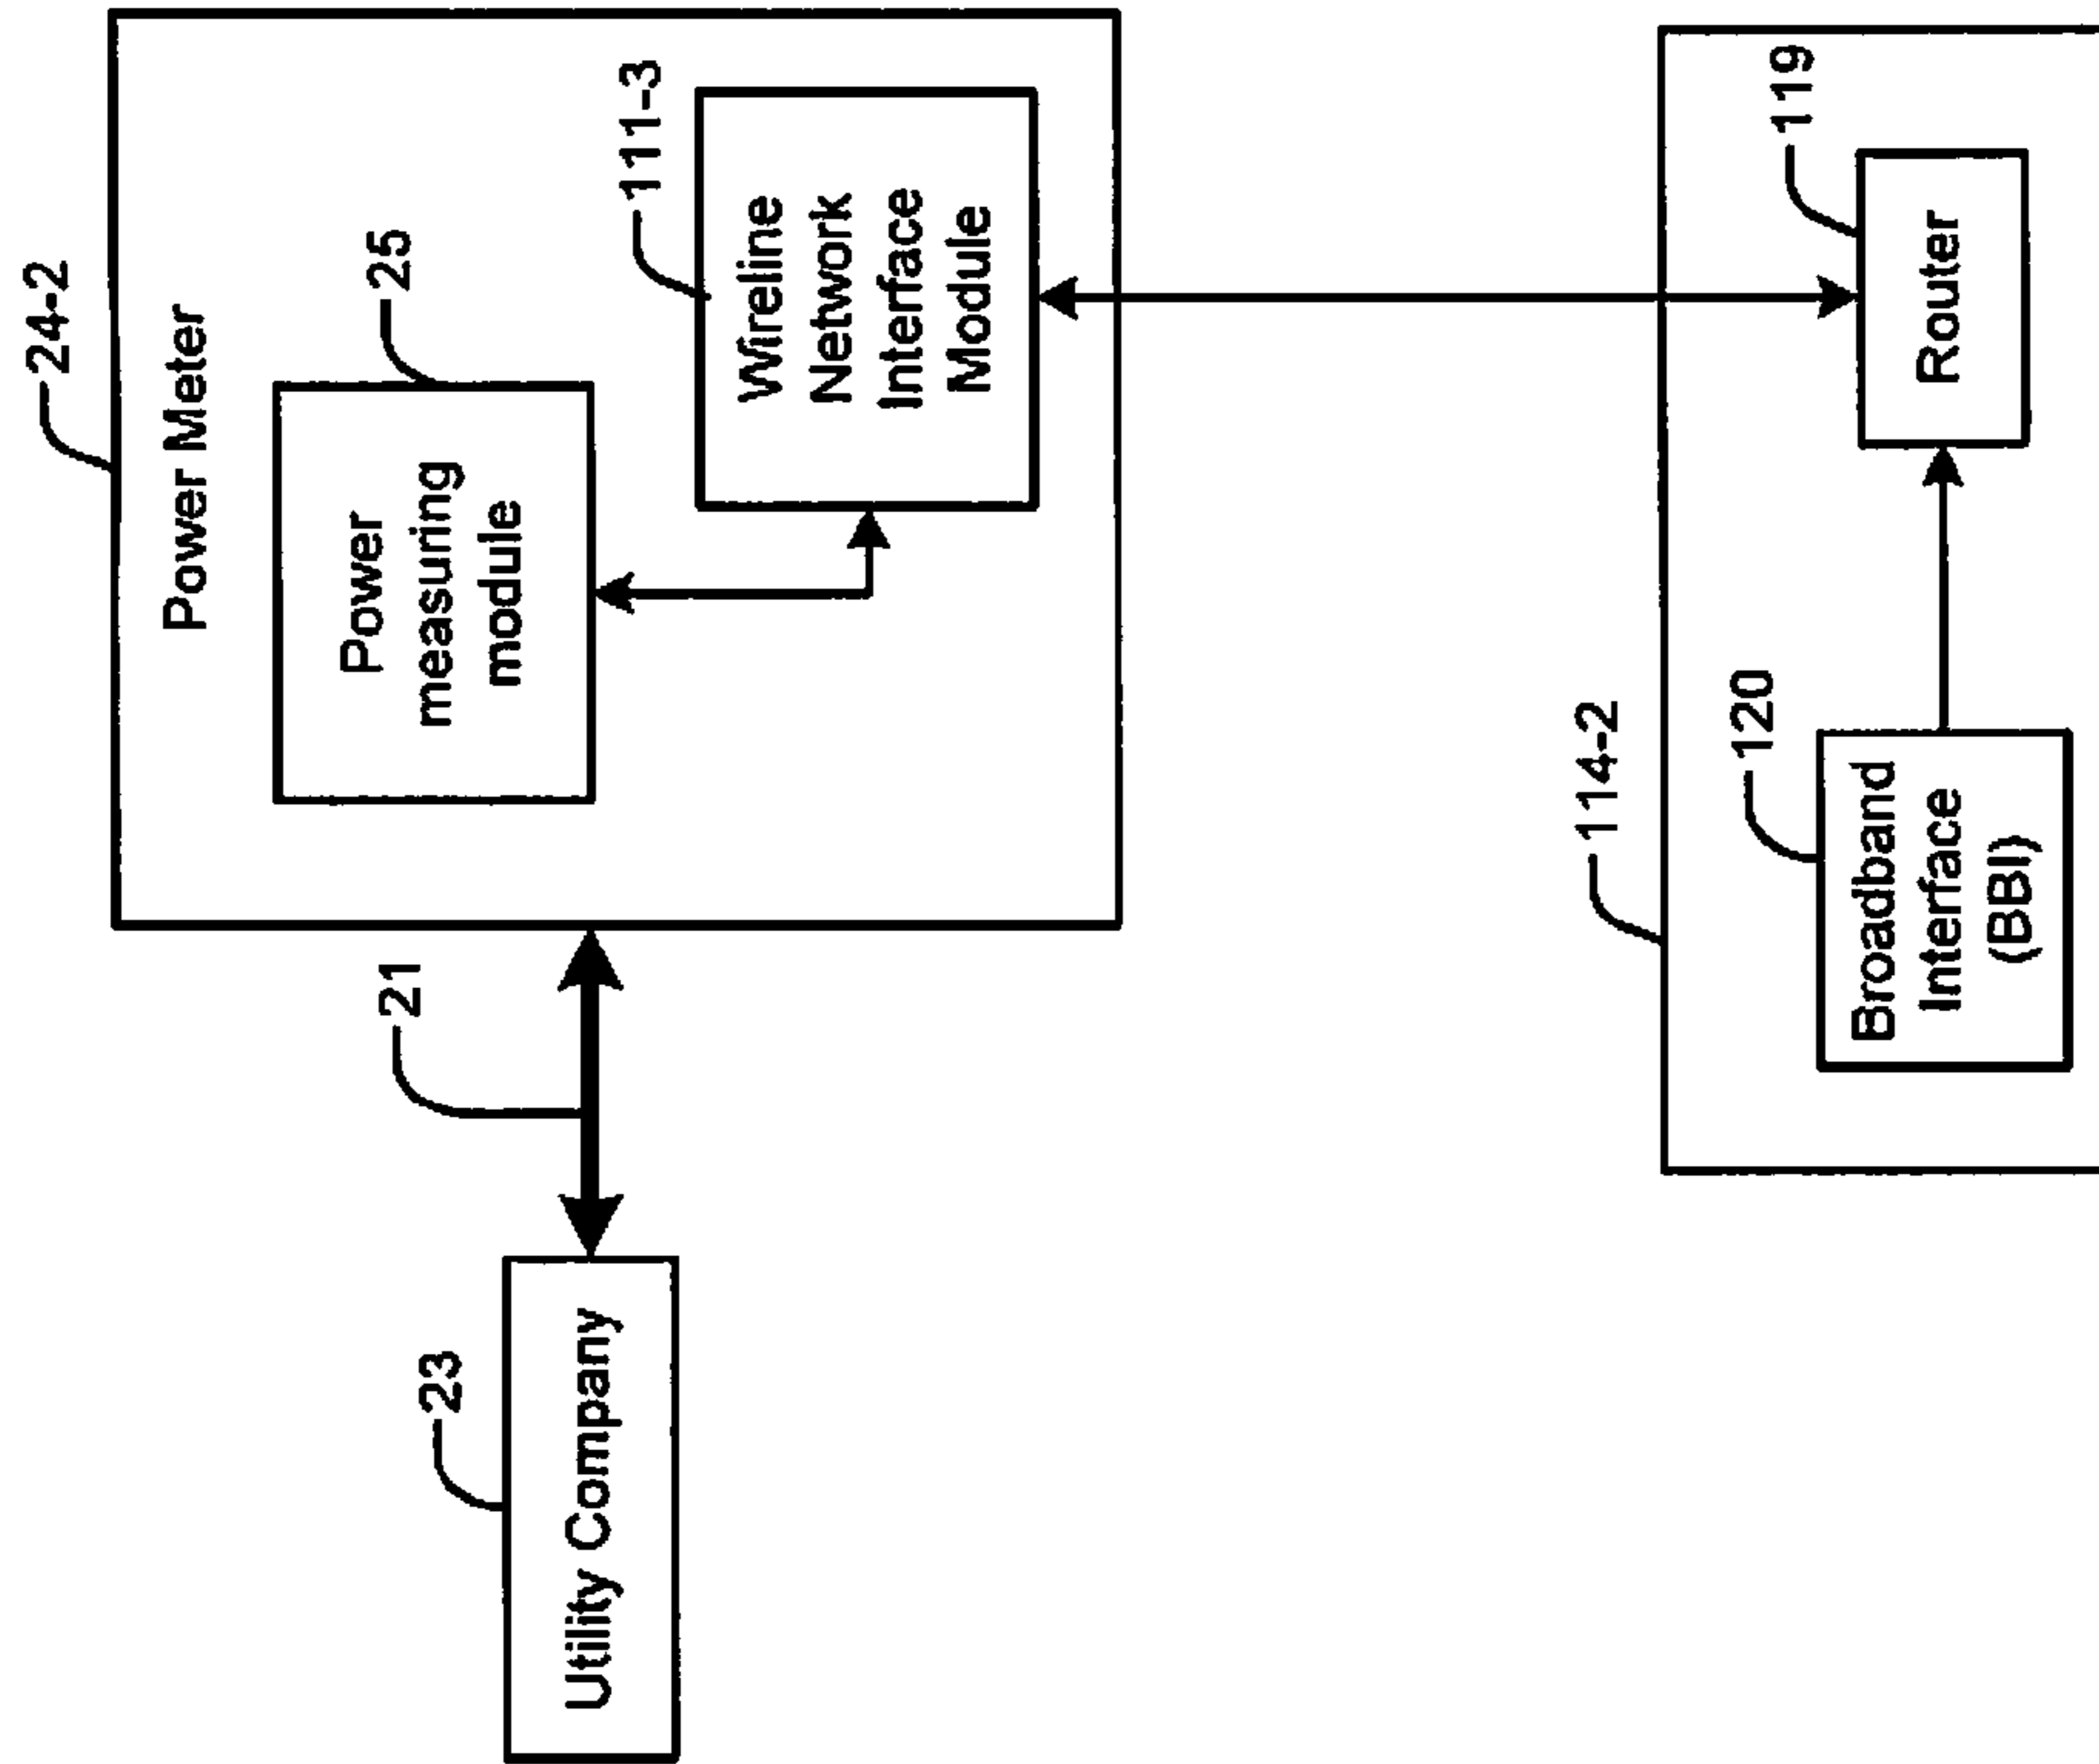 24-2
Power Meter
25
Power
measuring
module
111-3
Wireline
Network
Interface
Module
21
23
Utility Company
114-2
120
Broadband
Interface
(BBI)
119
Router